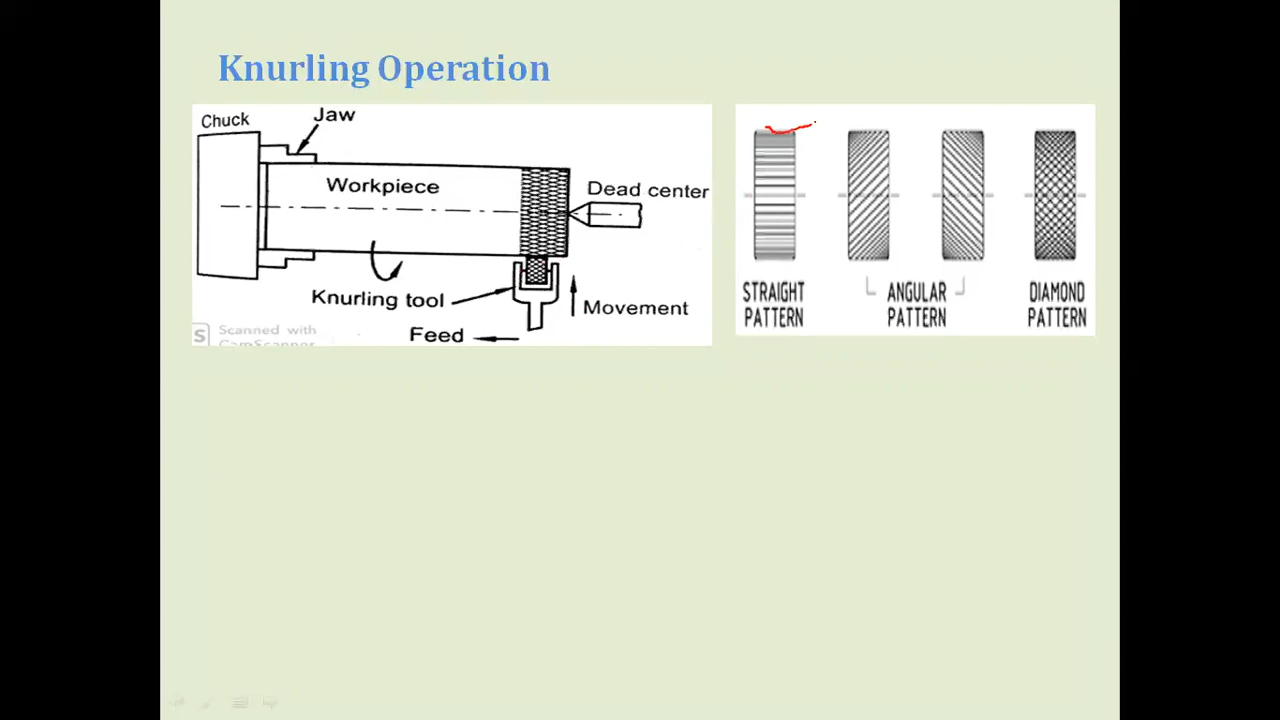 Knurling Operation
Chuck
Jaw
Workpiece
Dead center
Knurling tool
Movement
Feed
S Scanned with
CamScanner
STRAIGHT
PATTERN
ANGULAR
PATTERN
DIAMOND
PATTERN